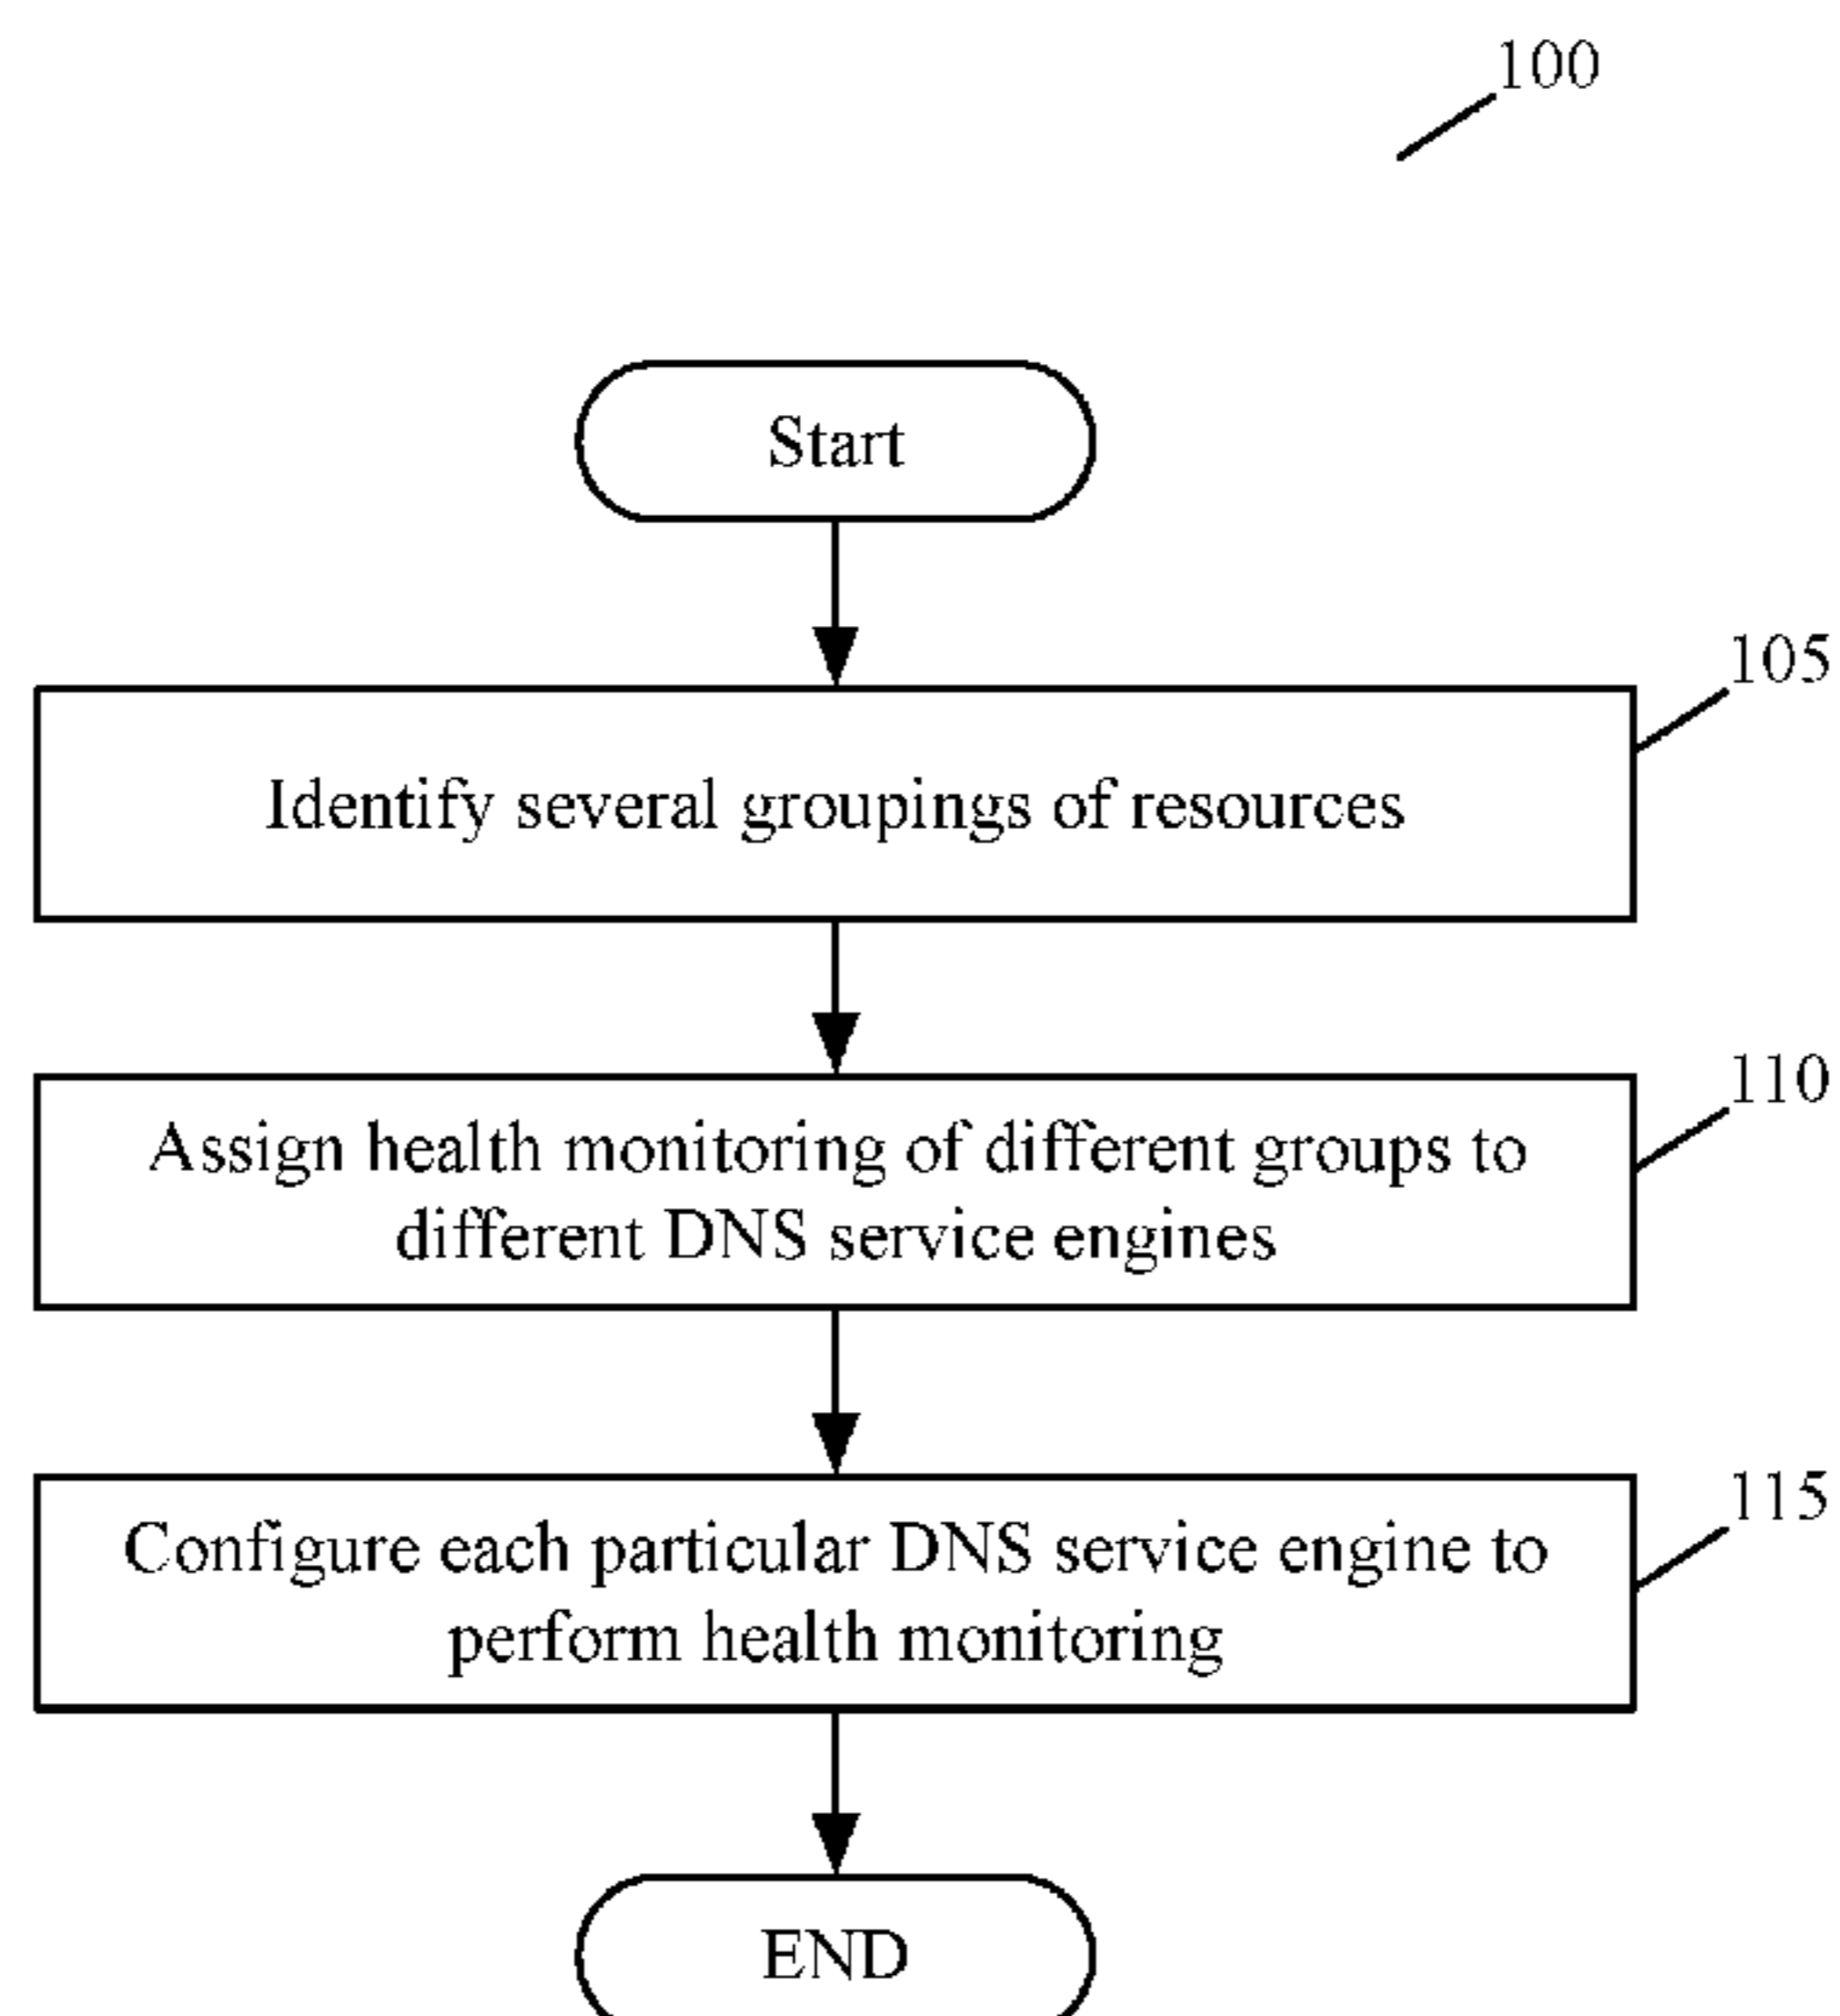 100
Start
105
Identify several groupings of resources
110
Assign health monitoring of different groups to
different DNS service engines
115
Configure each particular DNS service engine to
perform health monitoring
END